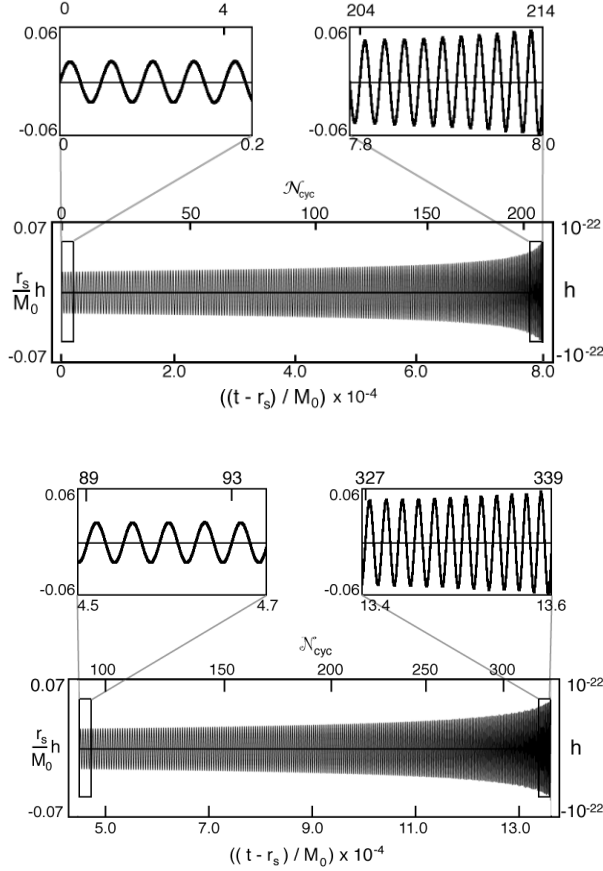 0 4 204 214
0.06 0.06
-0.06 -0.06
0 0.2 7.8 8.0
𝒩cyc
0 50 100 150 200
0.07 10-22
rs/M0 h h
-0.07 -10-22
0 2.0 4.0 6.0 8.0
((t - rs) / M0) x 10-4
89 93 327 339
0.06 0.06
-0.06 -0.06
4.5 4.7 13.4 13.6
𝒩cyc
100 150 200 250 300
0.07 10-22
rs/M0 h h
-0.07 -10-22
5.0 7.0 9.0 11.0 13.0
(( t - rs ) / M0) x 10-4